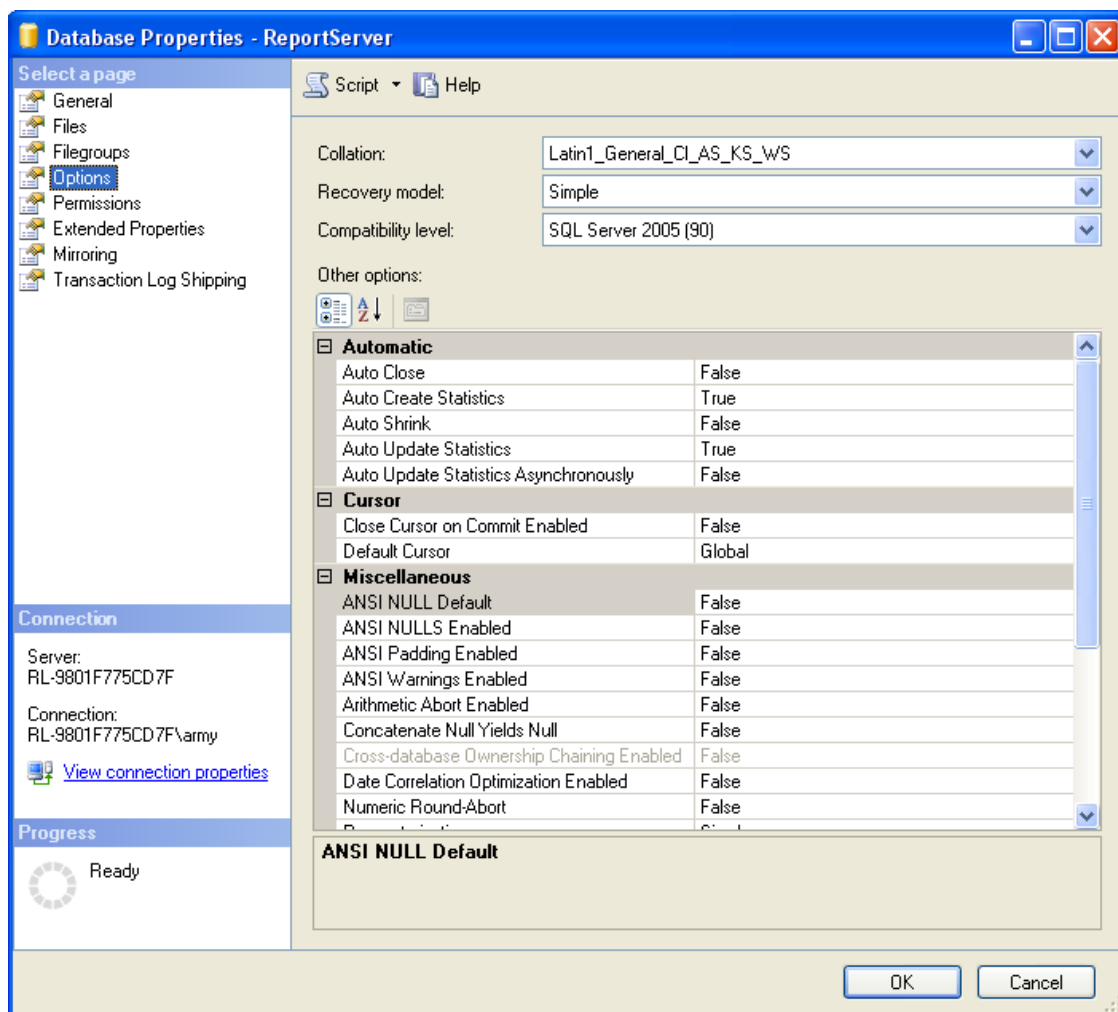 Database Properties - ReportServer
Select a page
General
Files
Filegroups
Options
Permissions
Extended Properties
Mirroring
Transaction Log Shipping
Connection
Server:
RL-9801F775CD7F
Connection:
RL-9801F775CD7F\army
View connection properties
Progress
Ready
Script Help
Collation: Latin1_General_CI_AS_KS_WS
Recovery model: Simple
Compatibility level: SQL Server 2005 (90)
Other options:
Automatic
Auto Close False
Auto Create Statistics True
Auto Shrink False
Auto Update Statistics True
Auto Update Statistics Asynchronously False
Cursor
Close Cursor on Commit Enabled False
Default Cursor Global
Miscellaneous
ANSI NULL Default False
ANSI NULLS Enabled False
ANSI Padding Enabled False
ANSI Warnings Enabled False
Arithmetic Abort Enabled False
Concatenate Null Yields Null False
Cross-database Ownership Chaining Enabled False
Date Correlation Optimization Enabled False
Numeric Round-Abort False
ANSI NULL Default
OK Cancel